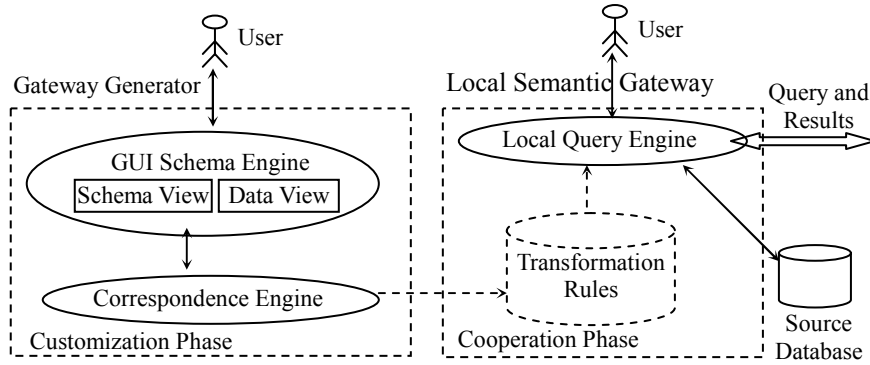 User
Gateway Generator
GUI Schema Engine
Schema View
Data View
Correspondence Engine
Customization Phase
User
Local Semantic Gateway
Local Query Engine
Query and
Results
Transformation
Rules
Cooperation Phase
Source
Database